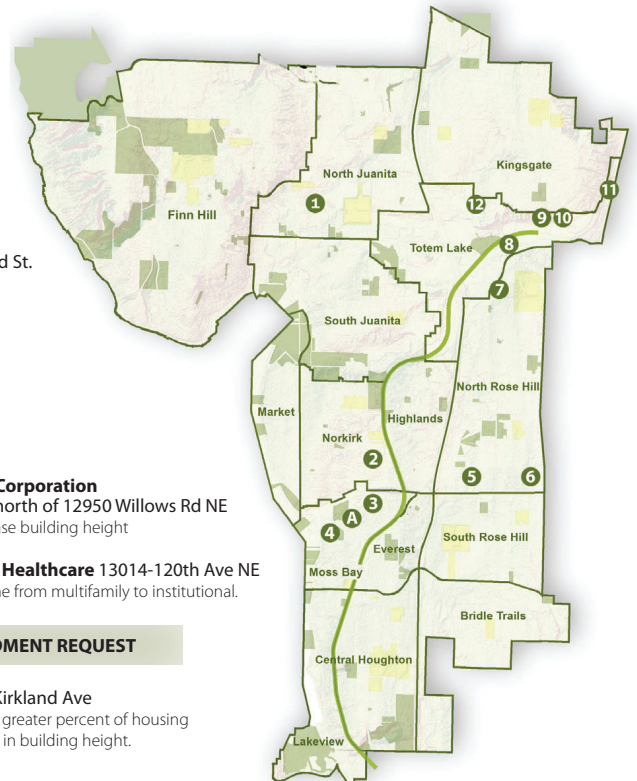 d St.
Corporation
north of 12950 Willows Rd NE
se building height
Healthcare 13014-120th Ave NE
e from multifamily to institutional.
DMENT REQUEST
Kirkland Ave
greater percent of housing
in building height.
Kingsgate
North Juanita
11
1
12
9
10
Finn Hill
Totem Lake
8
7
South Juanita
North Rose Hill
Market
Highlands
Norkirk
2
5
6
3
A
4
South Rose Hill
Everest
Moss Bay
Bridle Trails
Central Houghton
Lakeview